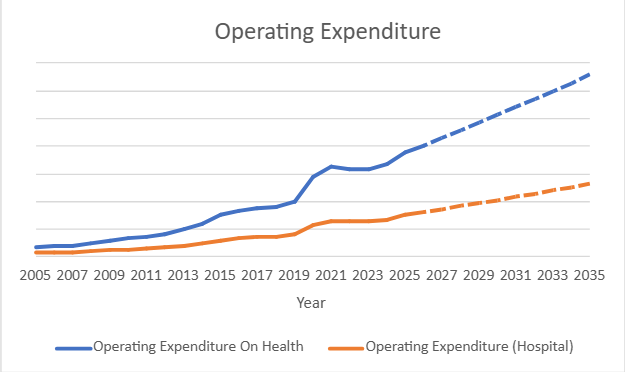 Operating Expenditure
2005 2007 2009 2011 2013 2015 2017 2019 2021 2023 2025 2027 2029 2031 2033 2035
Year
Operating Expenditure On Health Operating Expenditure (Hospital)